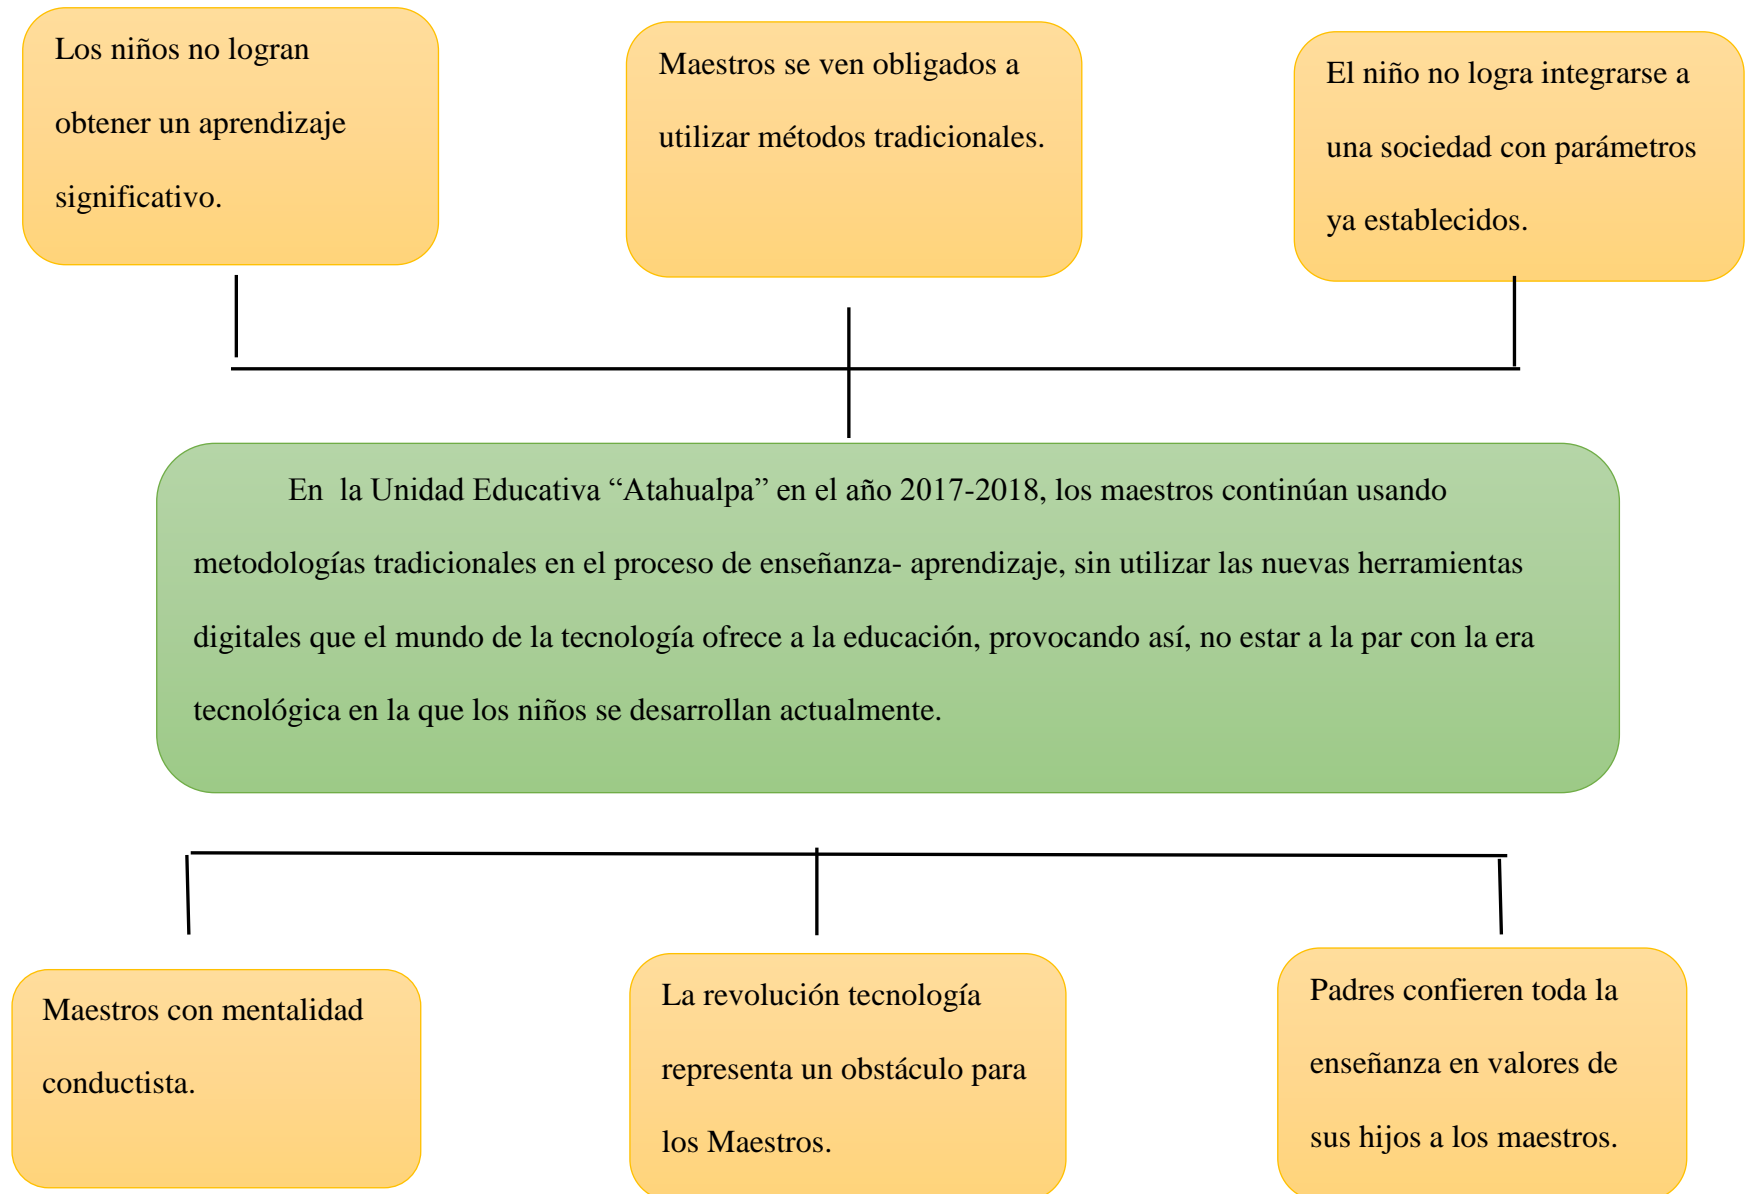 Los niños no logran
obtener un aprendizaje
significativo.
Maestros se ven obligados a
utilizar métodos tradicionales.
El niño no logra integrarse a
una sociedad con parámetros
ya establecidos.
En la Unidad Educativa “Atahualpa” en el año 2017-2018, los maestros continúan usando
metodologías tradicionales en el proceso de enseñanza- aprendizaje, sin utilizar las nuevas herramientas
digitales que el mundo de la tecnología ofrece a la educación, provocando así, no estar a la par con la era
tecnológica en la que los niños se desarrollan actualmente.
Maestros con mentalidad
conductista.
La revolución tecnología
representa un obstáculo para
los Maestros.
Padres confieren toda la
enseñanza en valores de
sus hijos a los maestros.